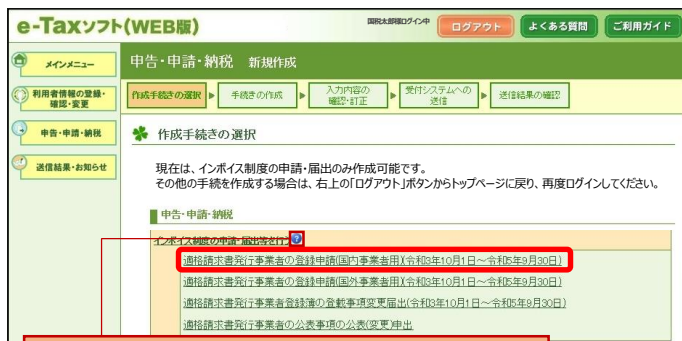 e-Taxソフト(WEB版)
国税太郎様ログイン中
ログアウト
よくある質問
ご利用ガイド
メインメニュー
利用者情報の登録・
確認・変更
申告・申請・納税
送信結果・お知らせ
申告・申請・納税 新規作成
作成手続きの選択
手続きの作成
入力内容の
確認・訂正
受付システムへの
送信
送信結果の確認
作成手続きの選択
現在は、インボイス制度の申請・届出のみ作成可能です。
その他の手続を作成する場合は、右上の「ログアウト」ボタンからトップページに戻り、再度ログインしてください。
申告・申請・納税
インボイス制度の申請・届出等を行う
適格請求書発行事業者の登録申請(国内事業者用)(令和3年10月1日～令和5年9月30日)
適格請求書発行事業者の登録申請(国外事業者用)(令和3年10月1日～令和5年9月30日)
適格請求書発行事業者登録簿の登載事項変更届出(令和3年10月1日～令和5年9月30日)
適格請求書発行事業者の公表事項の公表(変更)申出